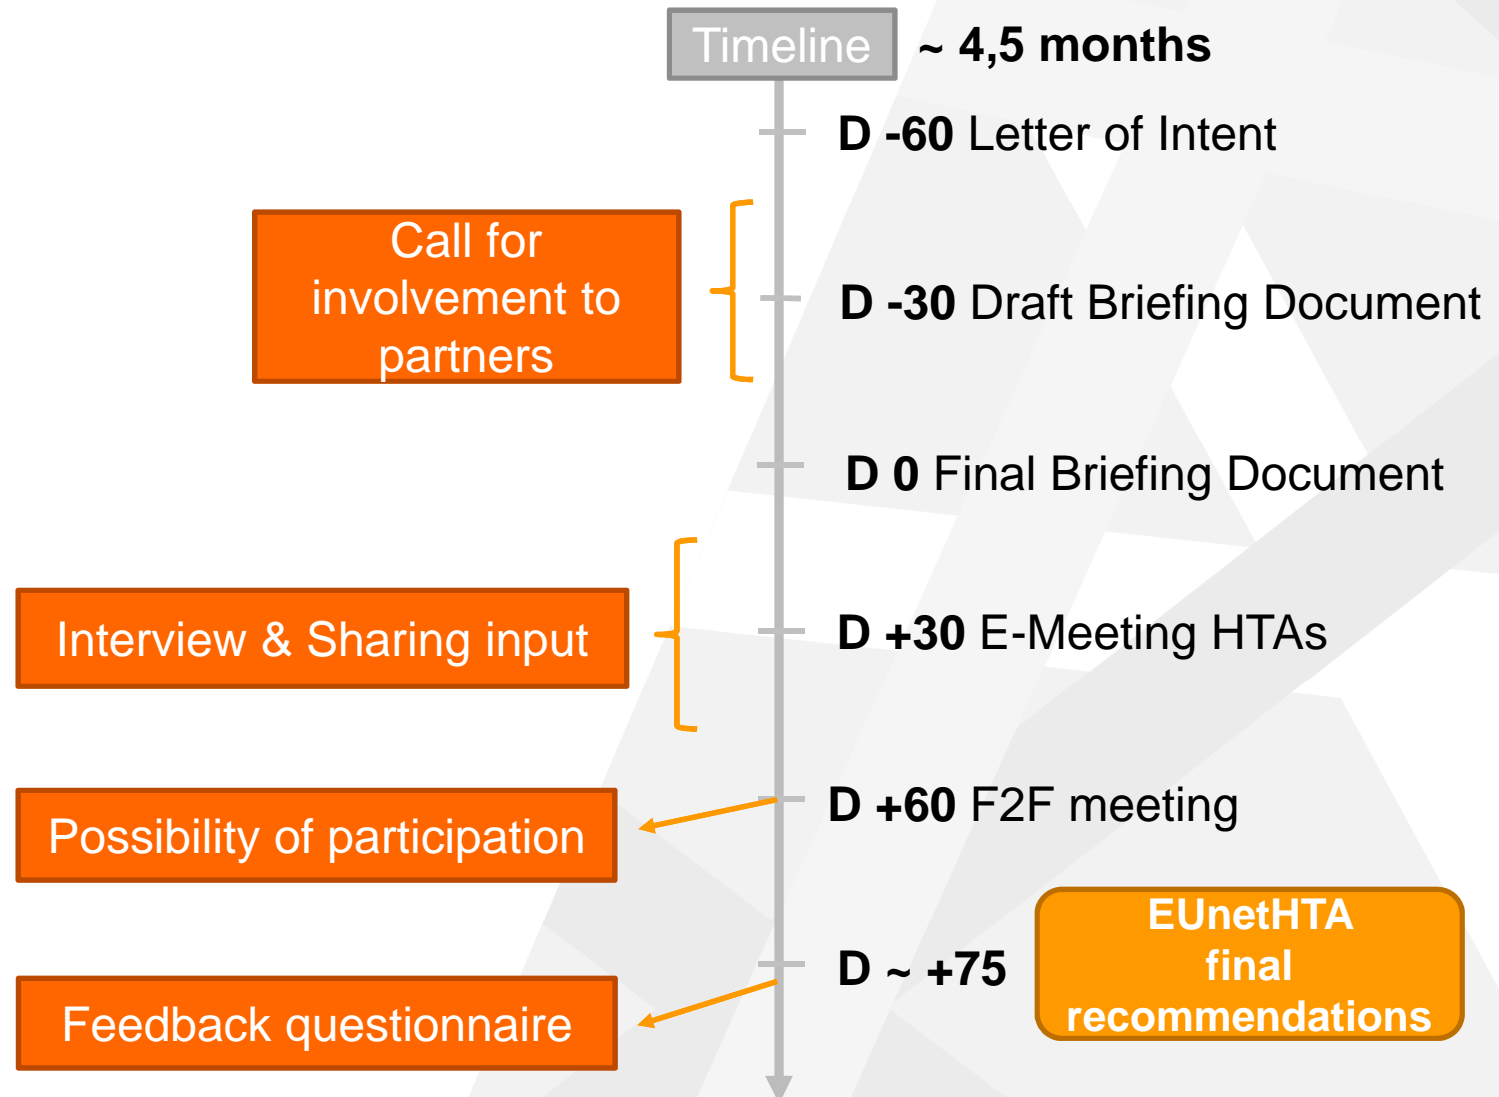 Timeline ~ 4,5 months
D -60 Letter of Intent
Call for
involvement to
partners
D -30 Draft Briefing Document
D 0 Final Briefing Document
Interview & Sharing input
D +30 E-Meeting HTAs
Possibility of participation
D +60 F2F meeting
D ~ +75
EUnetHTA
final
recommendations
Feedback questionnaire